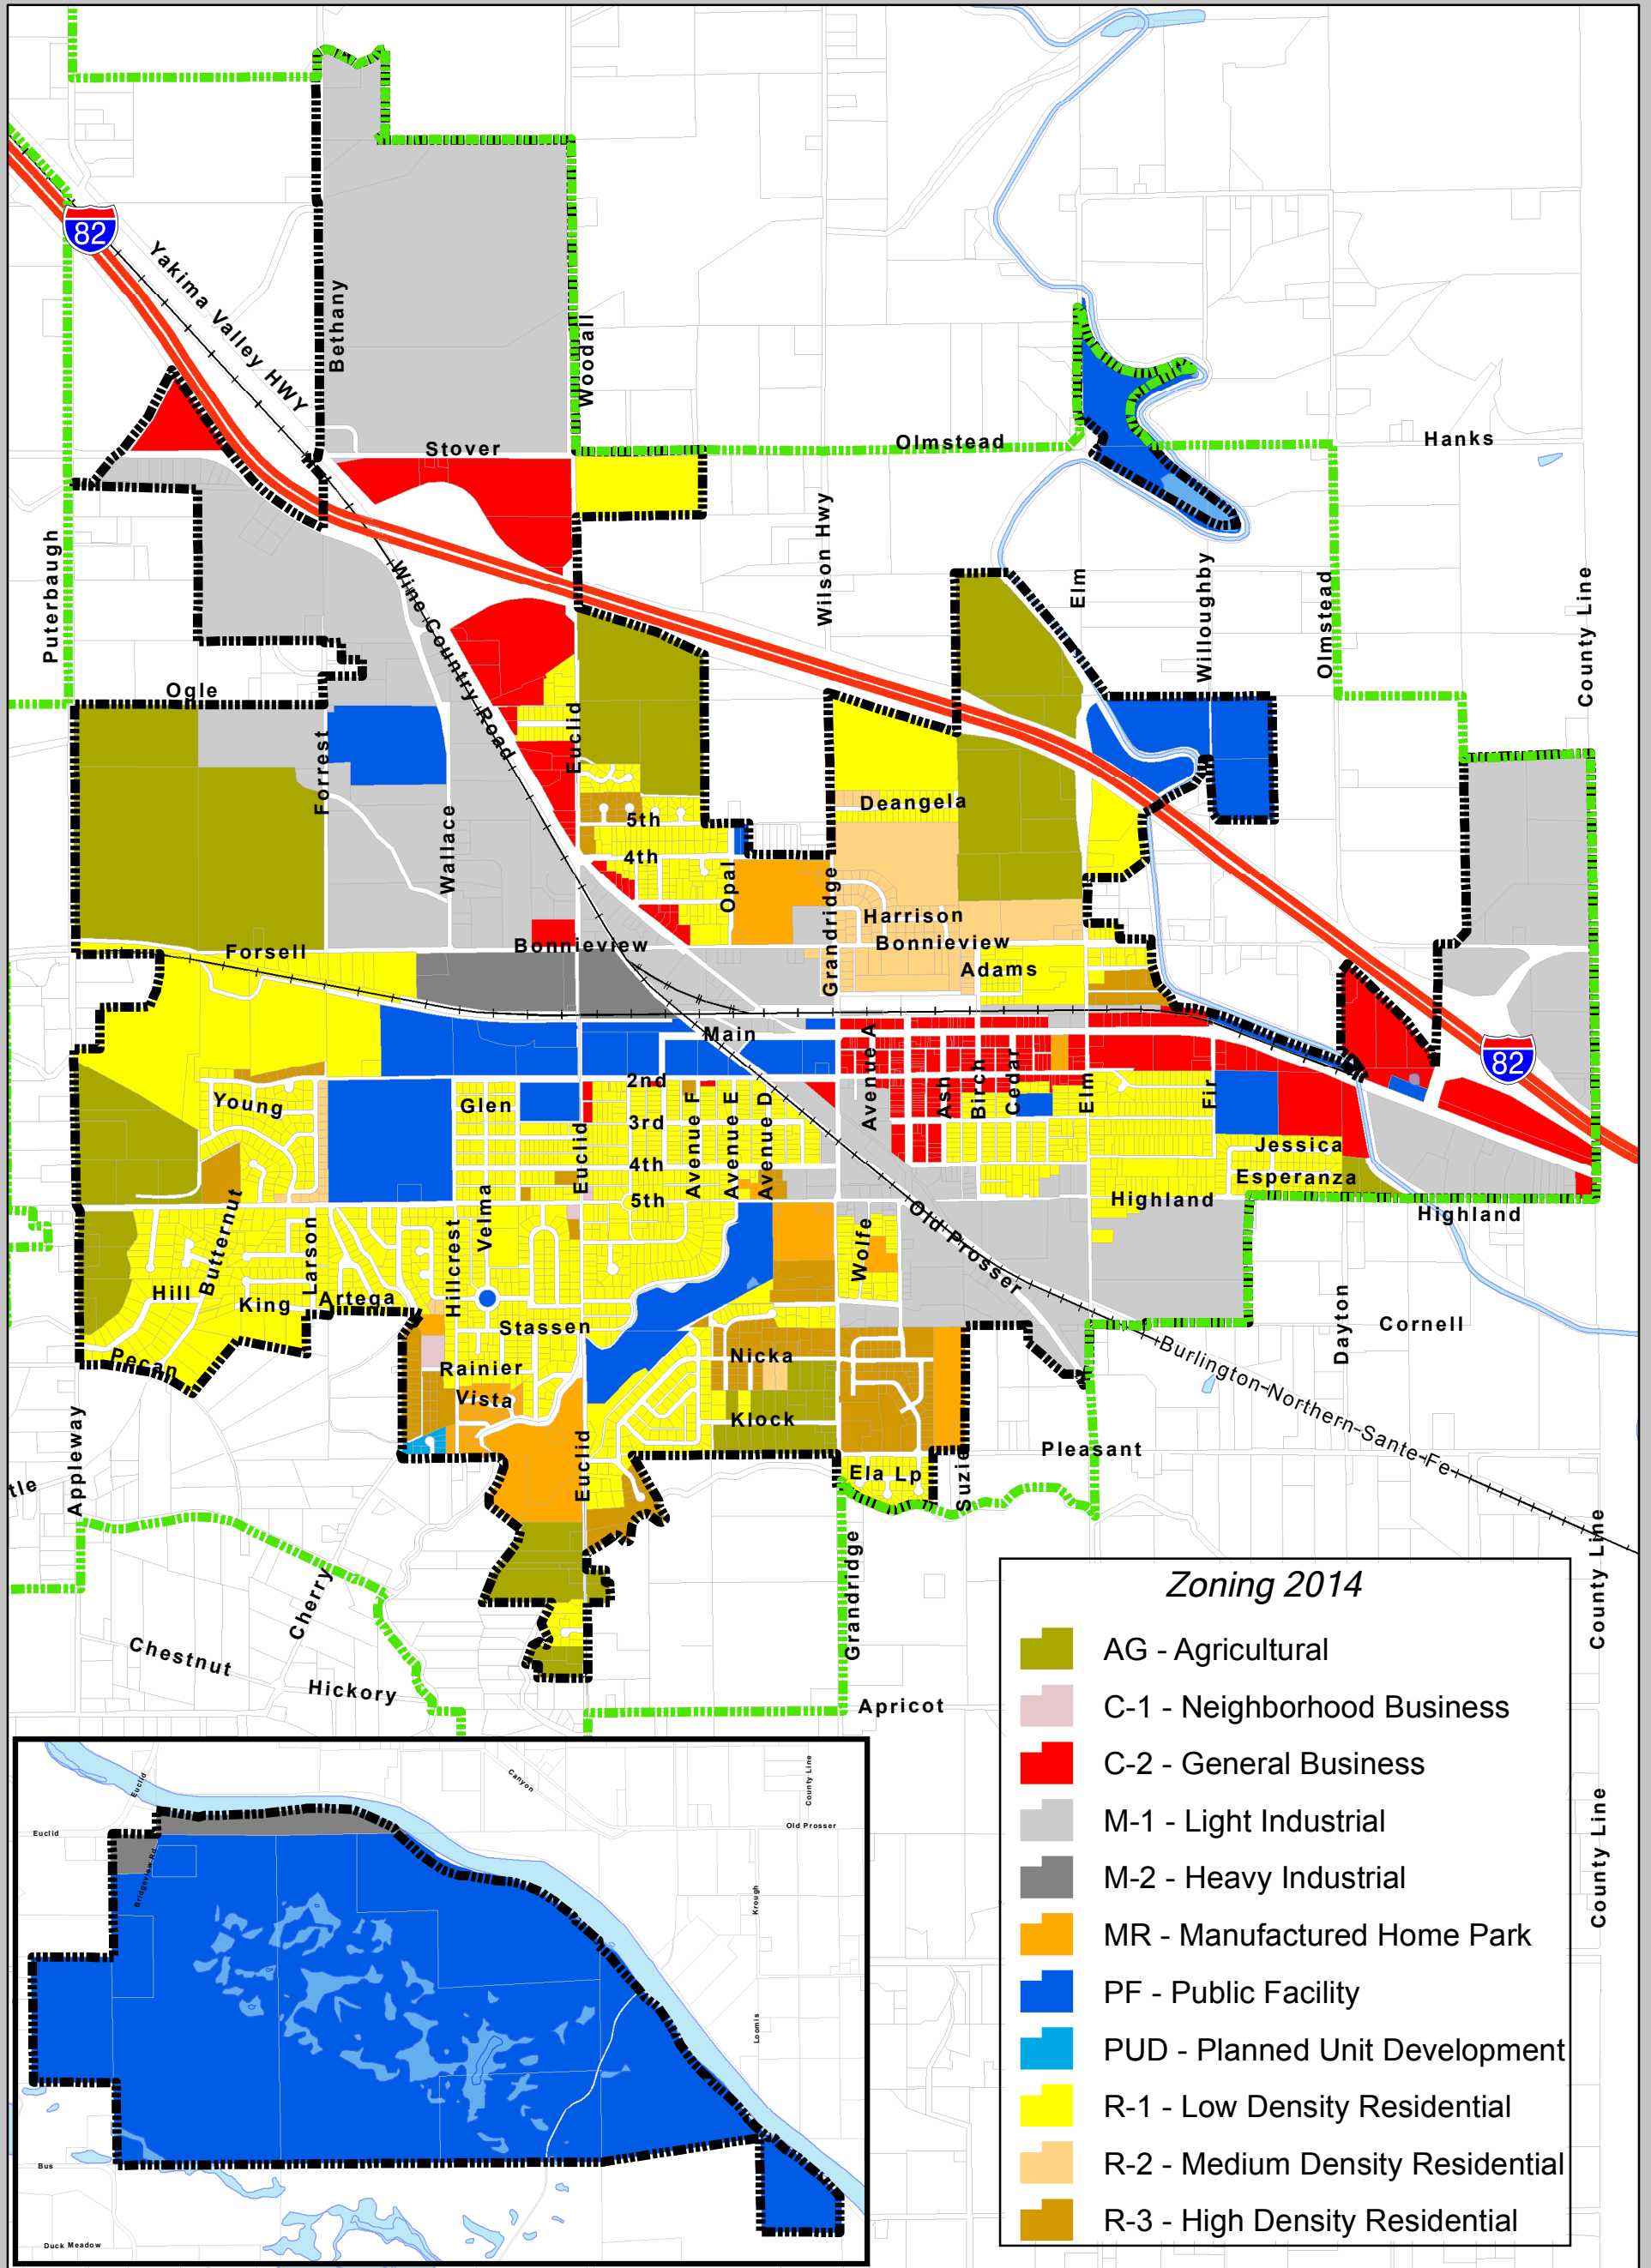 82
Yakima Valley HWY
Bethany
Woodall
Stover
Olmstead
Hanks
Puterbaugh
Wine Country Road
Wilson Hwy
Elm
Willoughby
Olmstead
County Line
Ogle
Forrest
Euclid
Wallace
Deangela
5th
4th
Opal
Grandridge
Harrison
Forsell
Bonnieview
Bonnieview
Adams
Main
Avenue A
82
2nd
Young
Glen
3rd
Avenue F
Avenue E
Avenue D
Ash
Birch
Cedar
Elm
Fir
Euclid
Jessica
4th
Esperanza
5th
Highland
Highland
Butternut
Larson
Hillcrest
Velma
Wolfe
Old Prosser
Hill
King
Artega
Stassen
Dayton
Cornell
Pecan
Rainier
Nicka
Burlington-Northern-Sante-Fe
Vista
Klock
Appleway
Euclid
Pleasant
Ela Lp
Suzie
tle
Grandridge
County Line
Cherry
Chestnut
Hickory
Apricot
County Line
Zoning 2014
AG - Agricultural
C-1 - Neighborhood Business
C-2 - General Business
M-1 - Light Industrial
M-2 - Heavy Industrial
MR - Manufactured Home Park
PF - Public Facility
PUD - Planned Unit Development
R-1 - Low Density Residential
R-2 - Medium Density Residential
R-3 - High Density Residential
Euclid
Canyon
County Line
Euclid
Old Prosser
Bridgeview Rd
Krough
Loomis
Bus
Duck Meadow